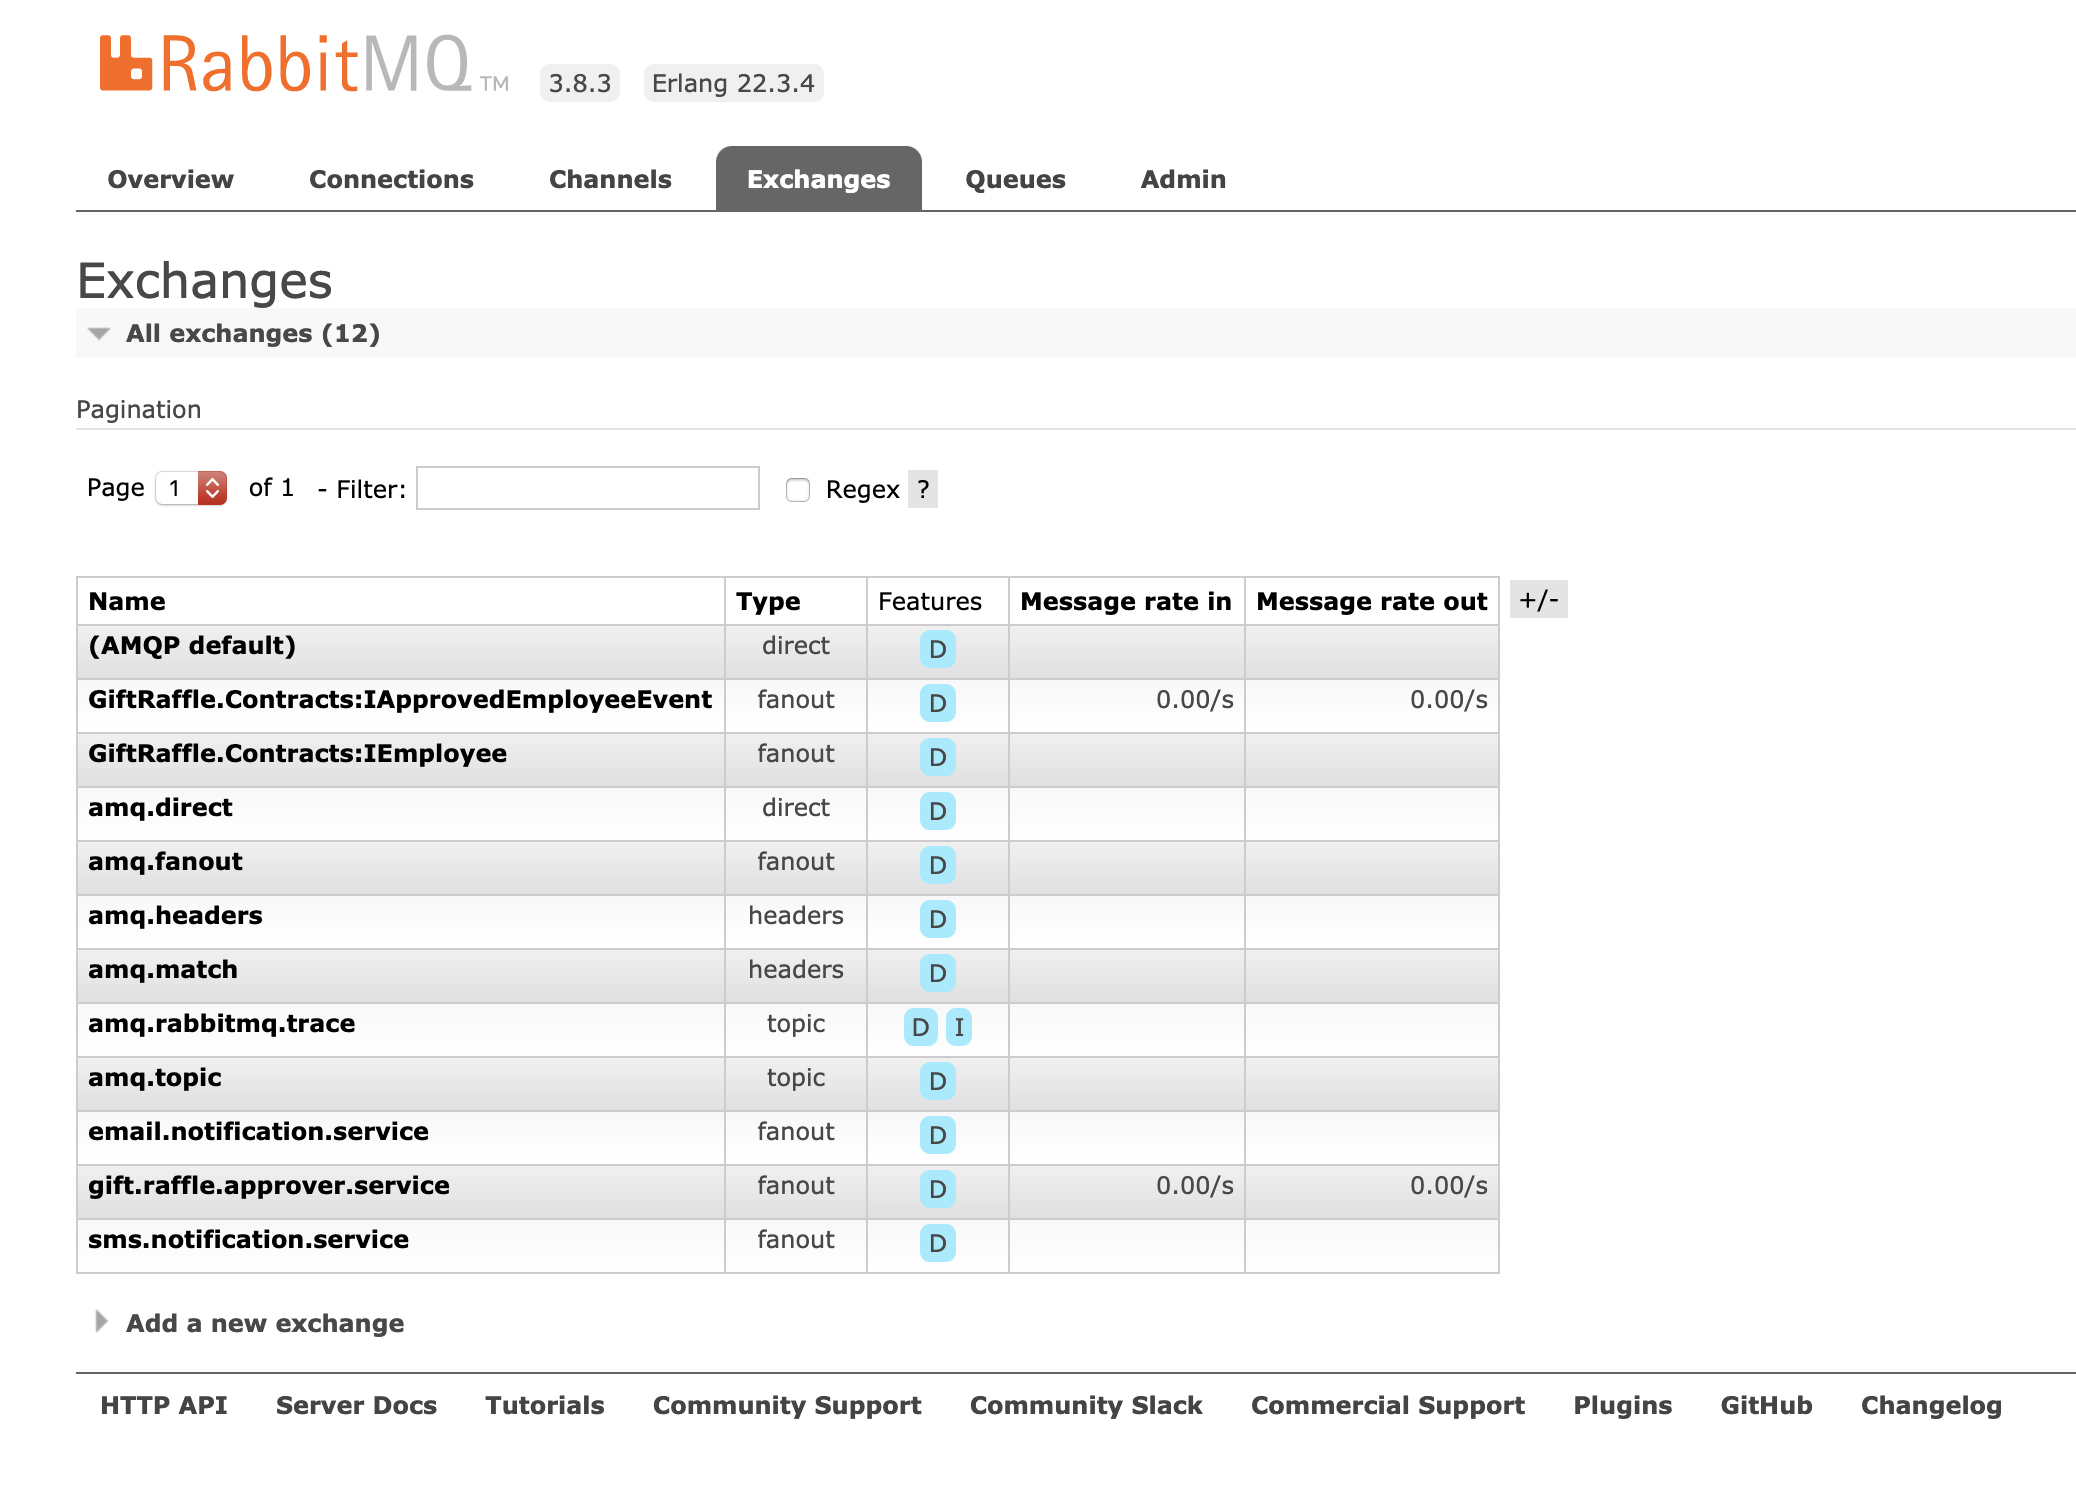 RabbitMQ TM 3.8.3 Erlang 22.3.4
Overview Connections Channels Exchanges Queues Admin
Exchanges
All exchanges (12)
Pagination
Page 1 of 1 - Filter: Regex ?
Name Type Features Message rate in Message rate out +/-
(AMQP default) direct D
GiftRaffle.Contracts:IApprovedEmployeeEvent fanout D 0.00/s 0.00/s
GiftRaffle.Contracts:IEmployee fanout D
amq.direct direct D
amq.fanout fanout D
amq.headers headers D
amq.match headers D
amq.rabbitmq.trace topic D I
amq.topic topic D
email.notification.service fanout D
gift.raffle.approver.service fanout D 0.00/s 0.00/s
sms.notification.service fanout D
Add a new exchange
HTTP API Server Docs Tutorials Community Support Community Slack Commercial Support Plugins GitHub Changelog